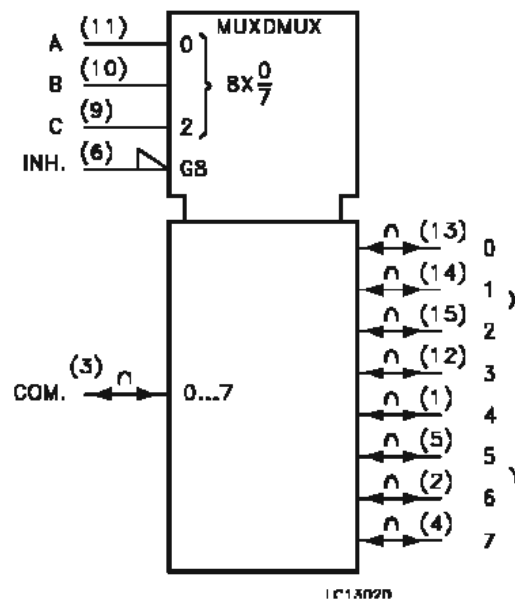 MUXDMUX
A (11) 0
B (10) 8X 0/7
C (9) 2
INH. (6) G8
∩ (13) 0
∩ (14) 1
∩ (15) 2
∩ (12) 3
COM. (3) ∩ 0...7
∩ (1) 4
∩ (5) 5
∩ (2) 6
∩ (4) 7
LC13020